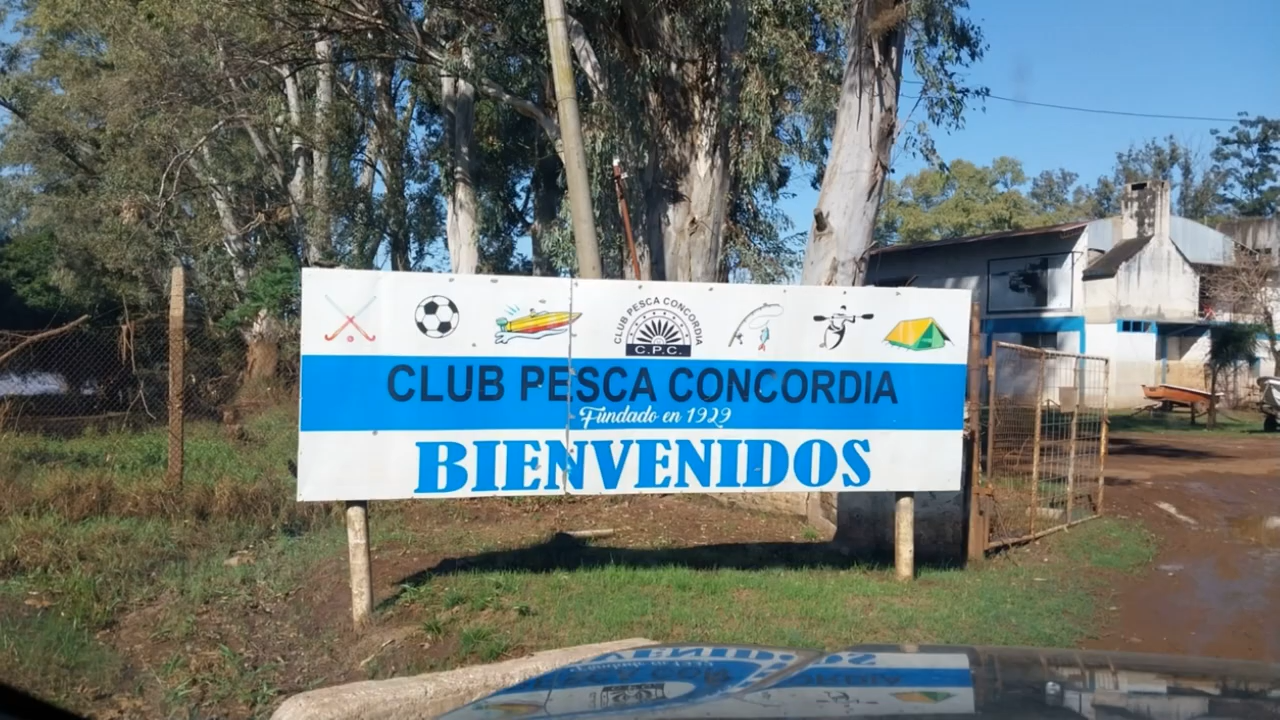 CLUB PESCA CONCORDIA
C.P.C.
CLUB PESCA CONCORDIA
Fundado en 1929
BIENVENIDOS